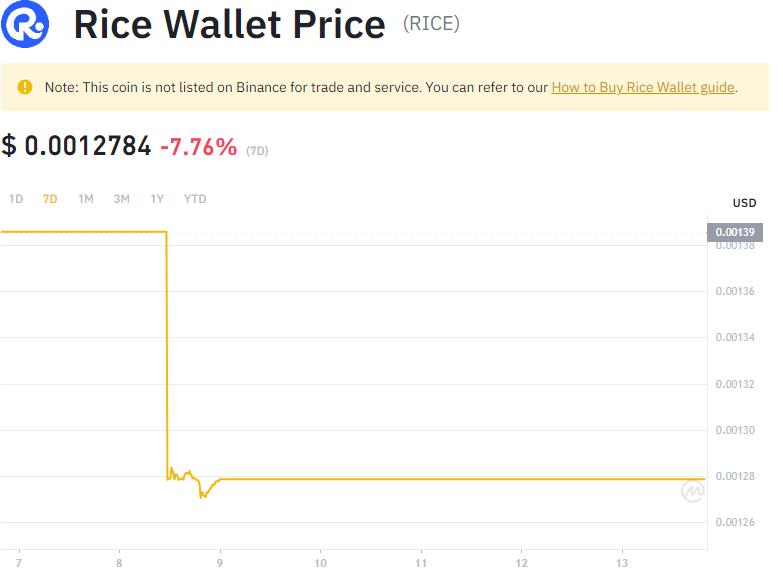 Rice Wallet Price (RICE)
Note: This coin is not listed on Binance for trade and service. You can refer to our How to Buy Rice Wallet guide.
$ 0.0012784 -7.76% (7D)
1D 7D 1M 3M 1Y YTD
USD
0.00139
0.00138
0.00136
0.00134
0.00132
0.00130
0.00128
0.00126
7 8 9 10 11 12 13